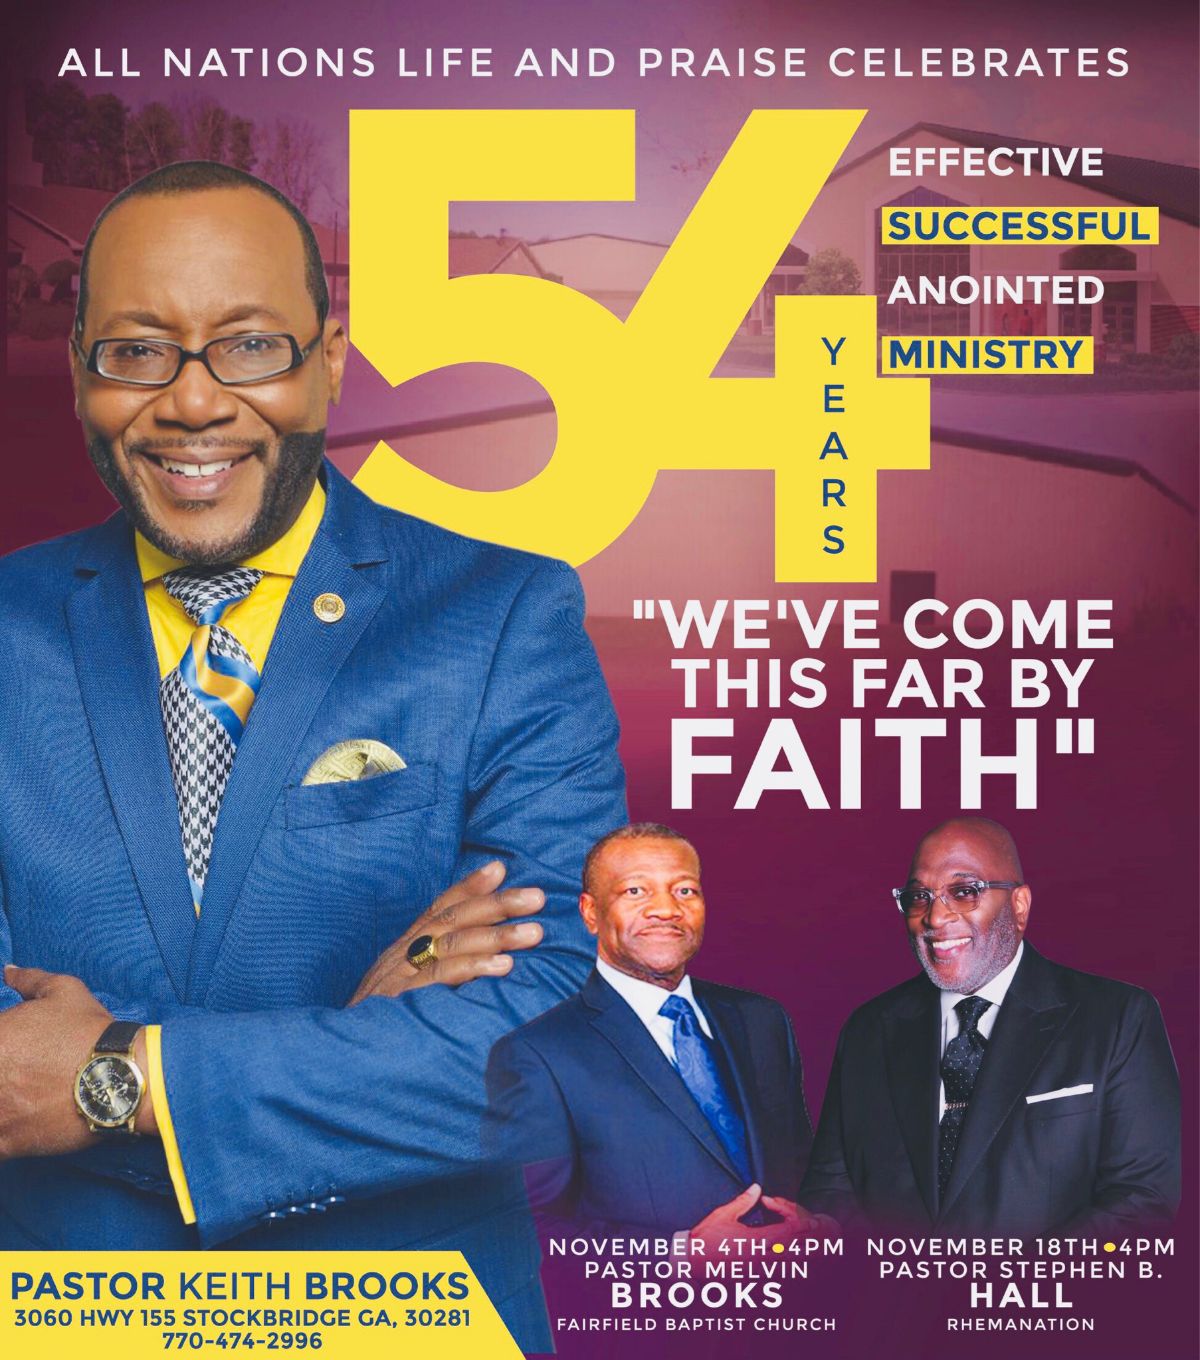 ALL NATIONS LIFE AND PRAISE CELEBRATES
54
YEARS
EFFECTIVE
SUCCESSFUL
ANOINTED
MINISTRY
"WE'VE COME
THIS FAR BY
FAITH"
NOVEMBER 4TH•4PM
PASTOR MELVIN
BROOKS
FAIRFIELD BAPTIST CHURCH
NOVEMBER 18TH•4PM
PASTOR STEPHEN B.
HALL
RHEMANATION
PASTOR KEITH BROOKS
3060 HWY 155 STOCKBRIDGE GA, 30281
770-474-2996